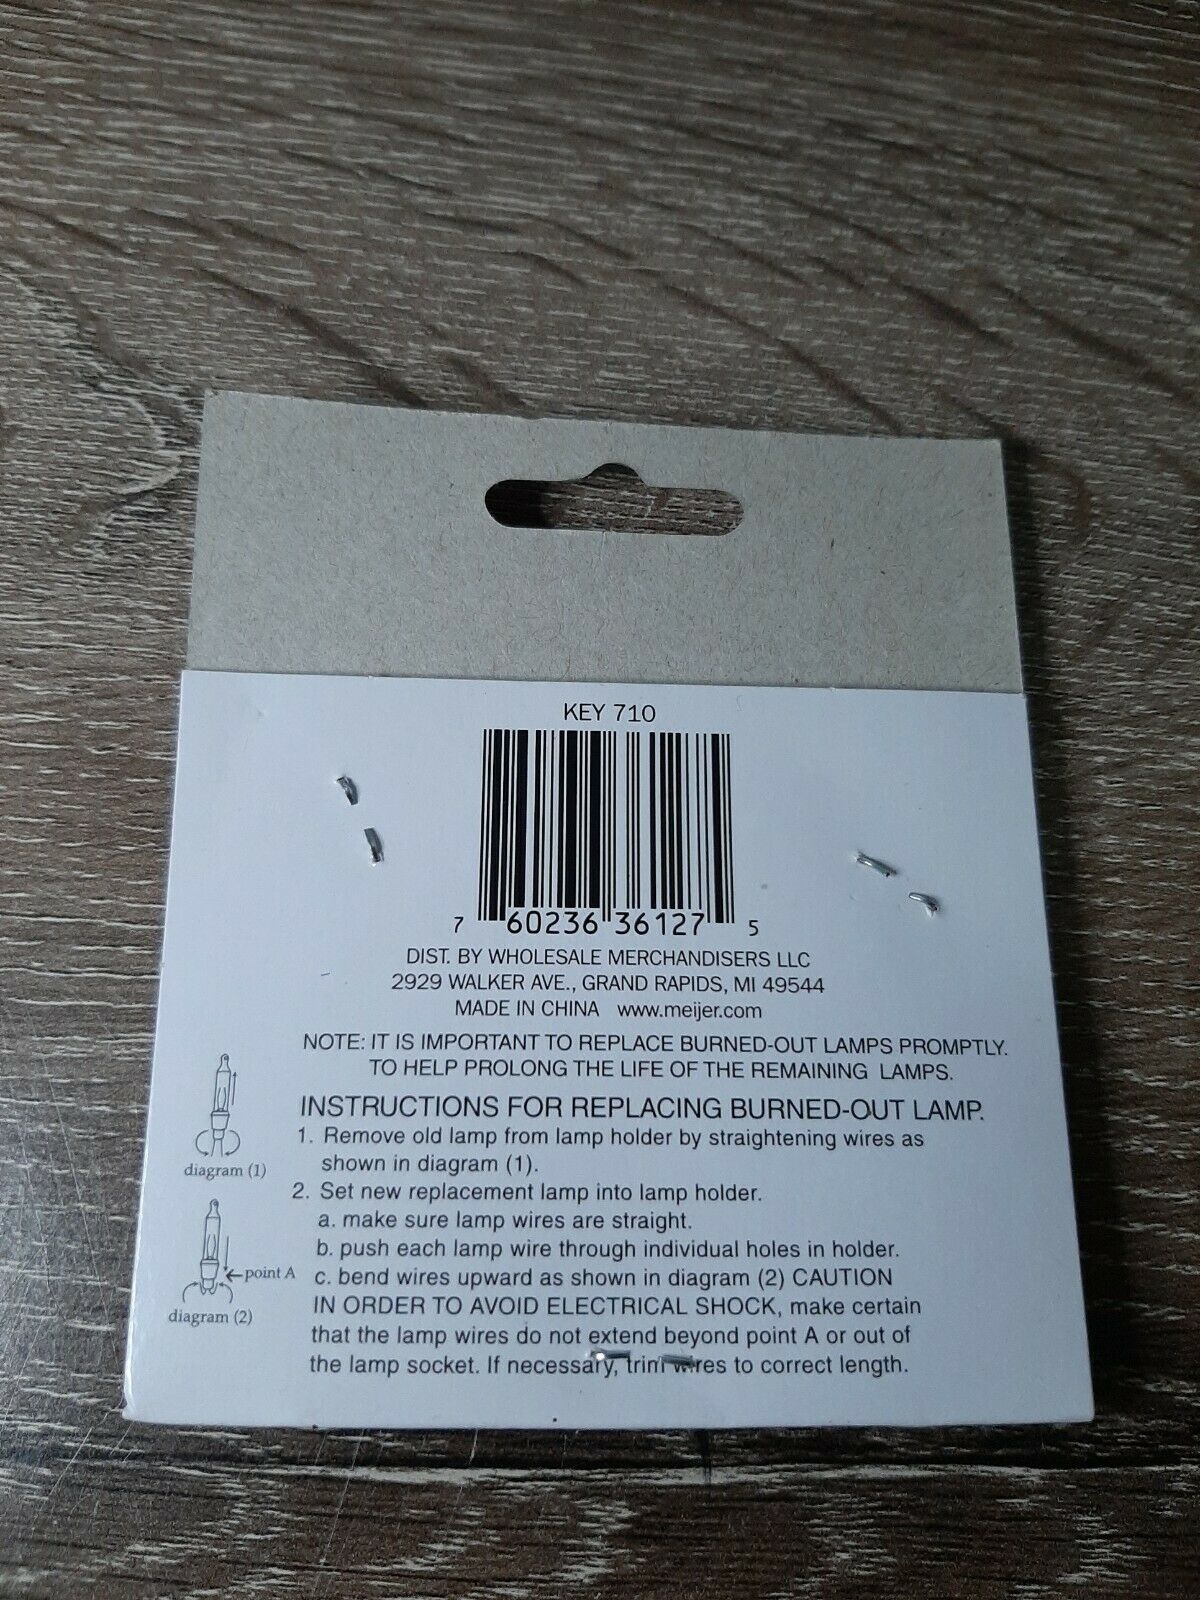 KEY 710
7 60236 36127 5
DIST. BY WHOLESALE MERCHANDISERS LLC
2929 WALKER AVE., GRAND RAPIDS, MI 49544
MADE IN CHINA www.meijer.com
NOTE: IT IS IMPORTANT TO REPLACE BURNED-OUT LAMPS PROMPTLY.
TO HELP PROLONG THE LIFE OF THE REMAINING LAMPS.
INSTRUCTIONS FOR REPLACING BURNED-OUT LAMP.
1. Remove old lamp from lamp holder by straightening wires as
shown in diagram (1).
2. Set new replacement lamp into lamp holder.
a. make sure lamp wires are straight.
b. push each lamp wire through individual holes in holder.
c. bend wires upward as shown in diagram (2) CAUTION
IN ORDER TO AVOID ELECTRICAL SHOCK, make certain
that the lamp wires do not extend beyond point A or out of
the lamp socket. If necessary, trim wires to correct length.
diagram (1)
point A
diagram (2)